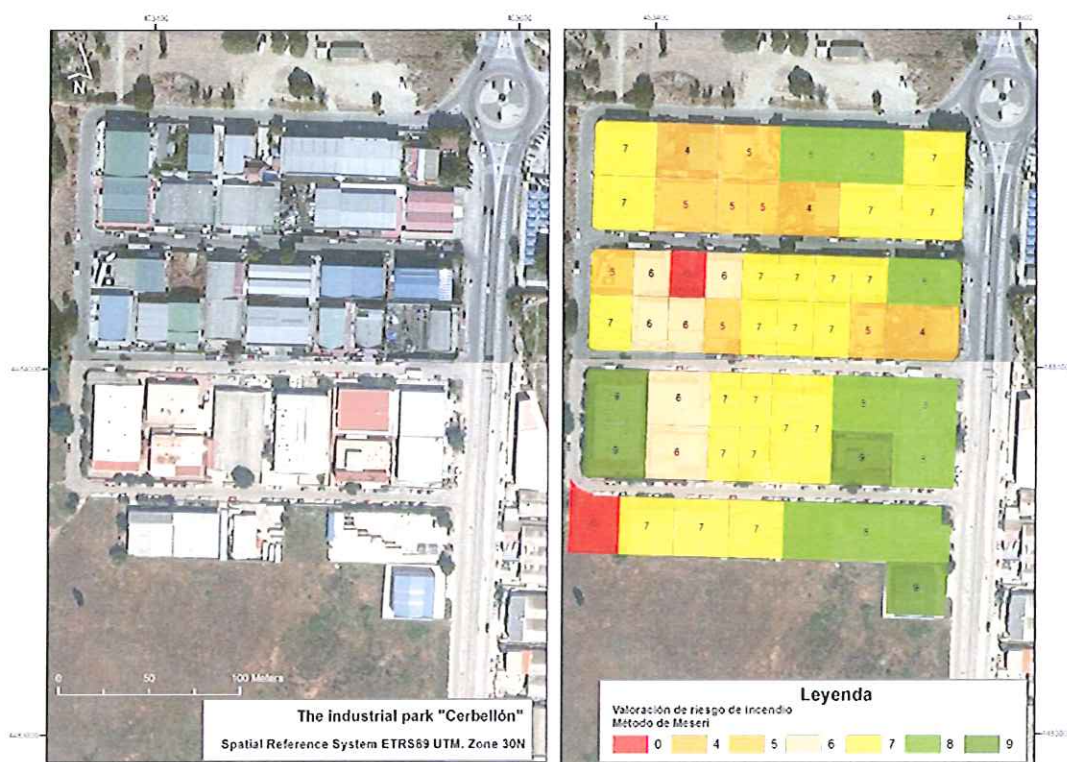 N
7 4 5 7
7 5 5 5 4 7 7
5 6 6 7 7 7 7
7 6 6 5 7 7 7 5 4
9 6 7 7
7 7
9 6 7 7
9
7 7 7
9
0 50 100 Meters
The industrial park "Cerbellón"
Spatial Reference System ETRS89 UTM. Zone 30N
Leyenda
Valoración de riesgo de incendio
Método de Meseri
0 4 5 6 7 8 9